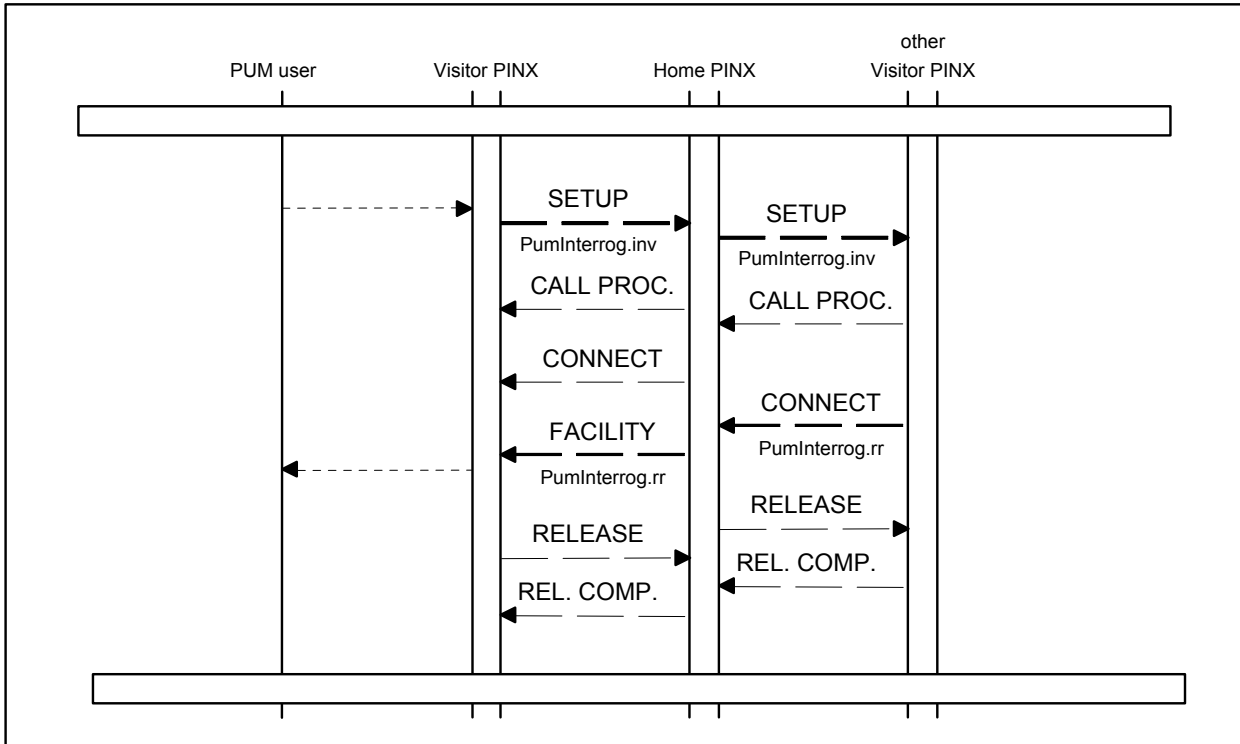 other
PUM user Visitor PINX Home PINX Visitor PINX
SETUP
SETUP
PumInterrog.inv
PumInterrog.inv
CALL PROC.
CALL PROC.
CONNECT
CONNECT
FACILITY
PumInterrog.rr
PumInterrog.rr
RELEASE
RELEASE
REL. COMP.
REL. COMP.